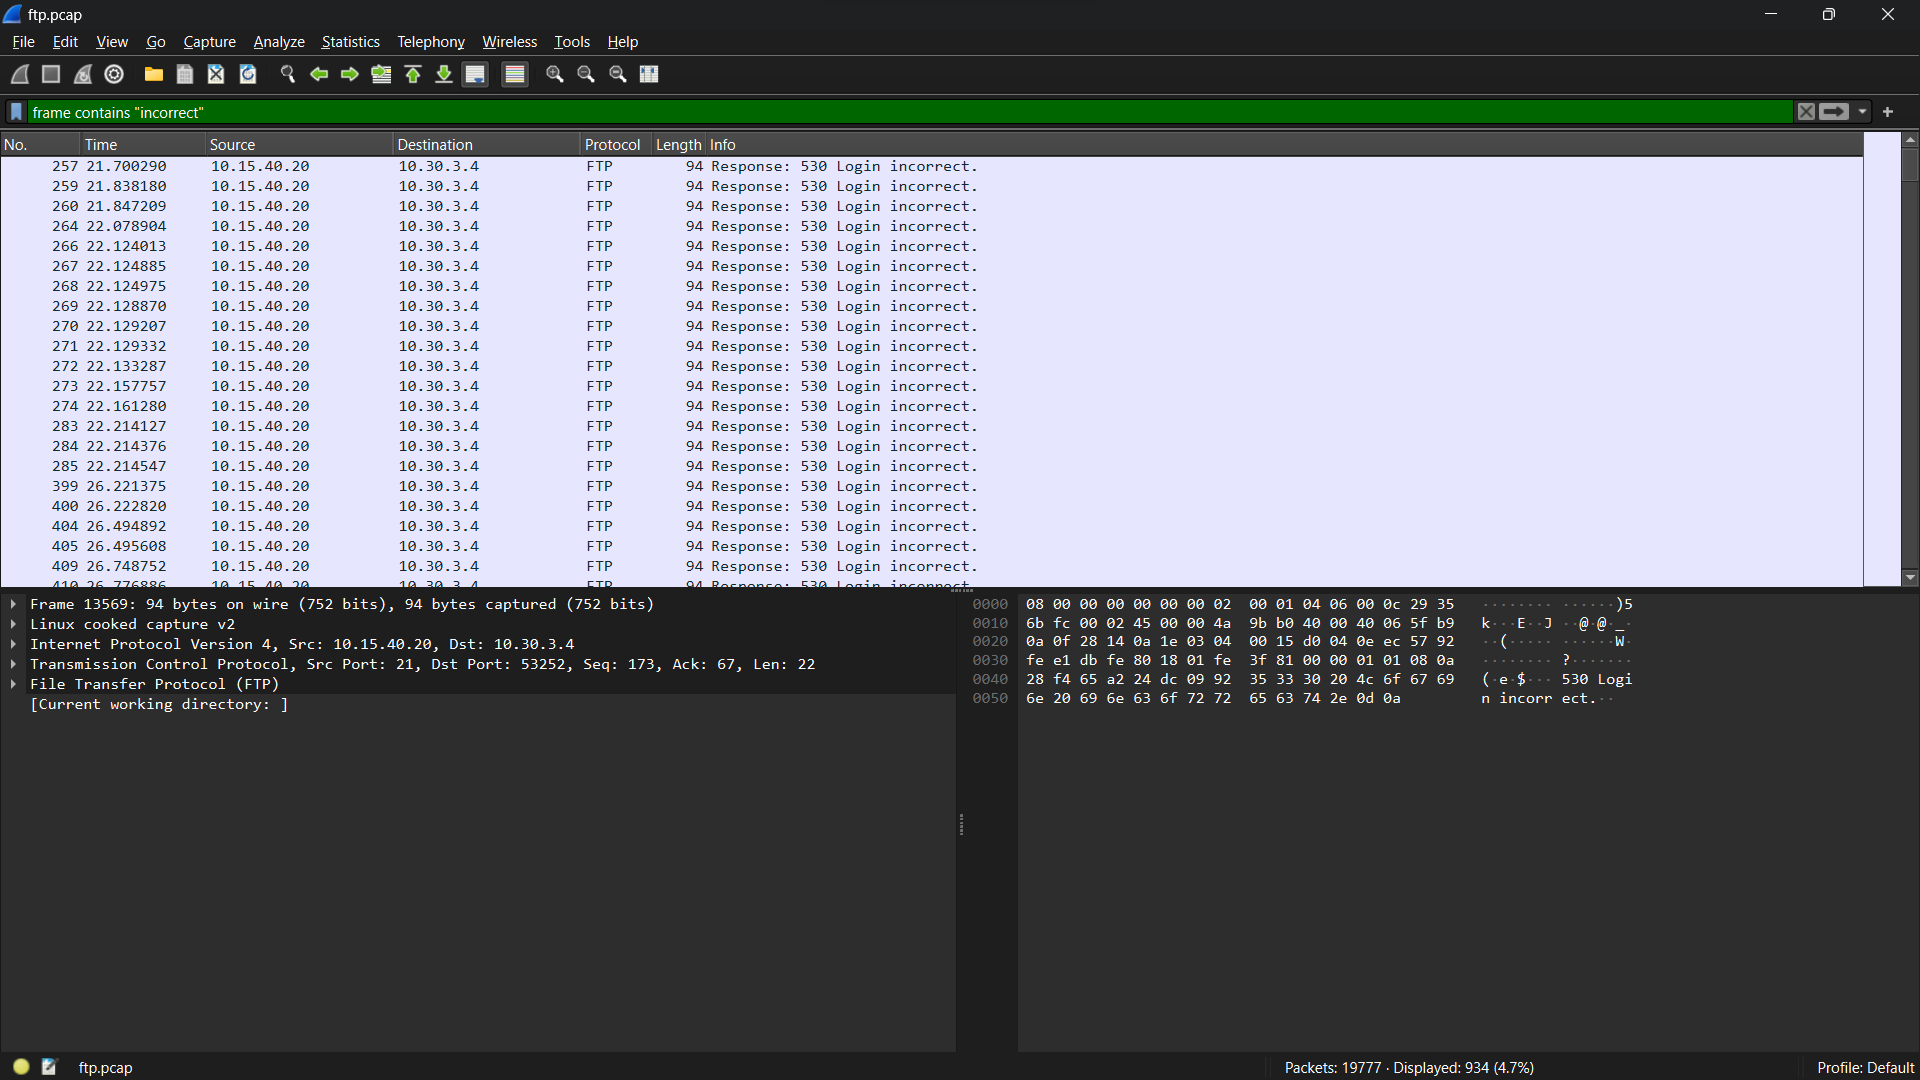 ftp.pcap
File Edit View Go Capture Analyze Statistics Telephony Wireless Tools Help
frame contains "incorrect"
No. Time Source Destination Protocol Length Info
257 21.700290 10.15.40.20 10.30.3.4 FTP 94 Response: 530 Login incorrect.
259 21.838180 10.15.40.20 10.30.3.4 FTP 94 Response: 530 Login incorrect.
260 21.847209 10.15.40.20 10.30.3.4 FTP 94 Response: 530 Login incorrect.
264 22.078904 10.15.40.20 10.30.3.4 FTP 94 Response: 530 Login incorrect.
266 22.124013 10.15.40.20 10.30.3.4 FTP 94 Response: 530 Login incorrect.
267 22.124885 10.15.40.20 10.30.3.4 FTP 94 Response: 530 Login incorrect.
268 22.124975 10.15.40.20 10.30.3.4 FTP 94 Response: 530 Login incorrect.
269 22.128870 10.15.40.20 10.30.3.4 FTP 94 Response: 530 Login incorrect.
270 22.129207 10.15.40.20 10.30.3.4 FTP 94 Response: 530 Login incorrect.
271 22.129332 10.15.40.20 10.30.3.4 FTP 94 Response: 530 Login incorrect.
272 22.133287 10.15.40.20 10.30.3.4 FTP 94 Response: 530 Login incorrect.
273 22.157757 10.15.40.20 10.30.3.4 FTP 94 Response: 530 Login incorrect.
274 22.161280 10.15.40.20 10.30.3.4 FTP 94 Response: 530 Login incorrect.
283 22.214127 10.15.40.20 10.30.3.4 FTP 94 Response: 530 Login incorrect.
284 22.214376 10.15.40.20 10.30.3.4 FTP 94 Response: 530 Login incorrect.
285 22.214547 10.15.40.20 10.30.3.4 FTP 94 Response: 530 Login incorrect.
399 26.221375 10.15.40.20 10.30.3.4 FTP 94 Response: 530 Login incorrect.
400 26.222820 10.15.40.20 10.30.3.4 FTP 94 Response: 530 Login incorrect.
404 26.494892 10.15.40.20 10.30.3.4 FTP 94 Response: 530 Login incorrect.
405 26.495608 10.15.40.20 10.30.3.4 FTP 94 Response: 530 Login incorrect.
409 26.748752 10.15.40.20 10.30.3.4 FTP 94 Response: 530 Login incorrect.
410 26.776886 10.15.40.20 10.30.3.4 FTP 94 Response: 530 Login incorrect.
Frame 13569: 94 bytes on wire (752 bits), 94 bytes captured (752 bits)
Linux cooked capture v2
Internet Protocol Version 4, Src: 10.15.40.20, Dst: 10.30.3.4
Transmission Control Protocol, Src Port: 21, Dst Port: 53252, Seq: 173, Ack: 67, Len: 22
File Transfer Protocol (FTP)
[Current working directory: ]
0000 08 00 00 00 00 00 00 02 00 01 04 06 00 0c 29 35 ········ ······)5
0010 6b fc 00 02 45 00 00 4a 9b b0 40 00 40 06 5f b9 k···E··J ··@·@·_·
0020 0a 0f 28 14 0a 1e 03 04 00 15 d0 04 0e ec 57 92 ··(····· ······W·
0030 fe e1 db fe 80 18 01 fe 3f 81 00 00 01 01 08 0a ········ ?·······
0040 28 f4 65 a2 24 dc 09 92 35 33 30 20 4c 6f 67 69 (·e·$··· 530 Logi
0050 6e 20 69 6e 63 6f 72 72 65 63 74 2e 0d 0a n incorr ect.··
ftp.pcap Packets: 19777 · Displayed: 934 (4.7%) Profile: Default